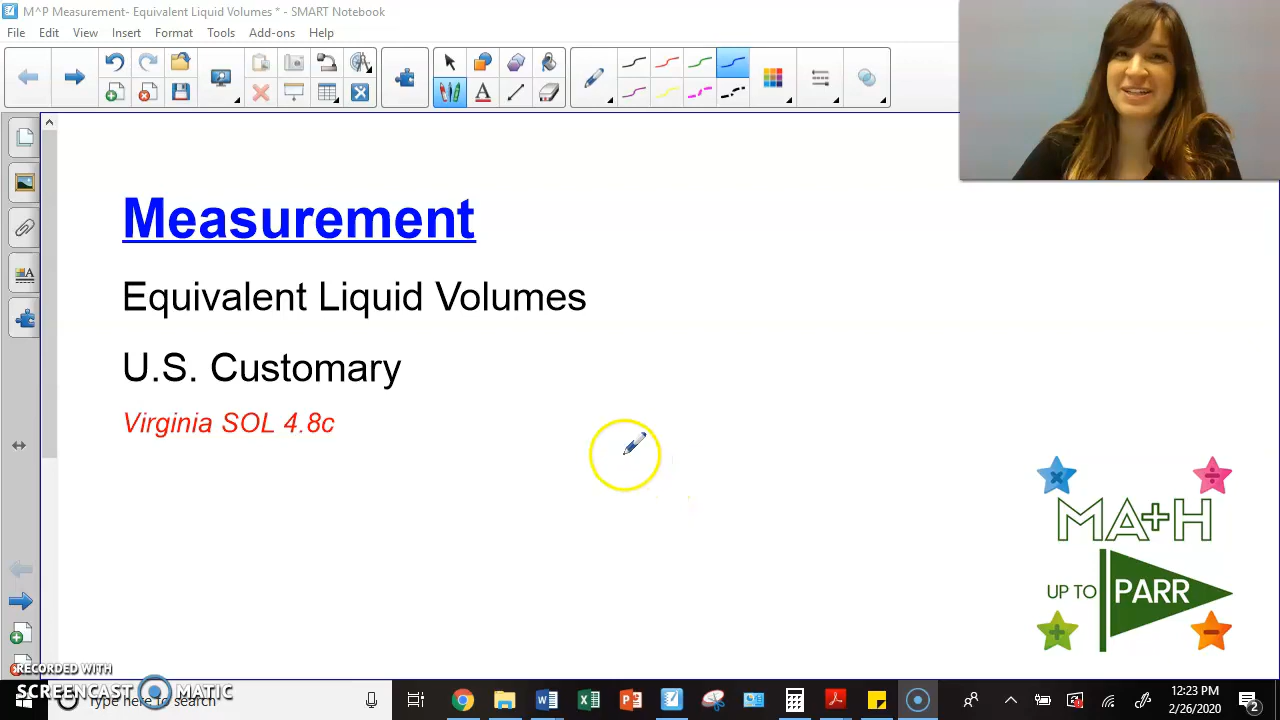 M^P Measurement- Equivalent Liquid Volumes * - SMART Notebook
File Edit View Insert Format Tools Add-ons Help
Measurement
Equivalent Liquid Volumes
U.S. Customary
Virginia SOL 4.8c
MA+H
UP TO PARR
RECORDED WITH
SCREENCAST MATIC
Type here to search
12:23 PM
2/26/2020
2